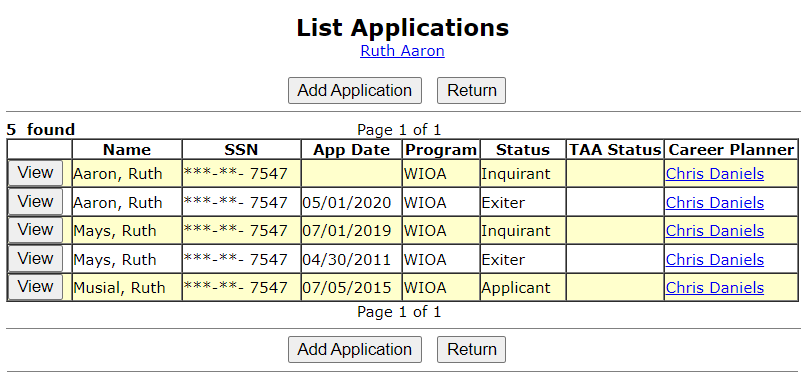 List Applications
Ruth Aaron
Add Application Return
5 found Page 1 of 1
Name SSN App Date Program Status TAA Status Career Planner
View Aaron, Ruth ***-**- 7547 WIOA Inquirant Chris Daniels
View Aaron, Ruth ***-**- 7547 05/01/2020 WIOA Exiter Chris Daniels
View Mays, Ruth ***-**- 7547 07/01/2019 WIOA Inquirant Chris Daniels
View Mays, Ruth ***-**- 7547 04/30/2011 WIOA Exiter Chris Daniels
View Musial, Ruth ***-**- 7547 07/05/2015 WIOA Applicant Chris Daniels
Page 1 of 1
Add Application Return